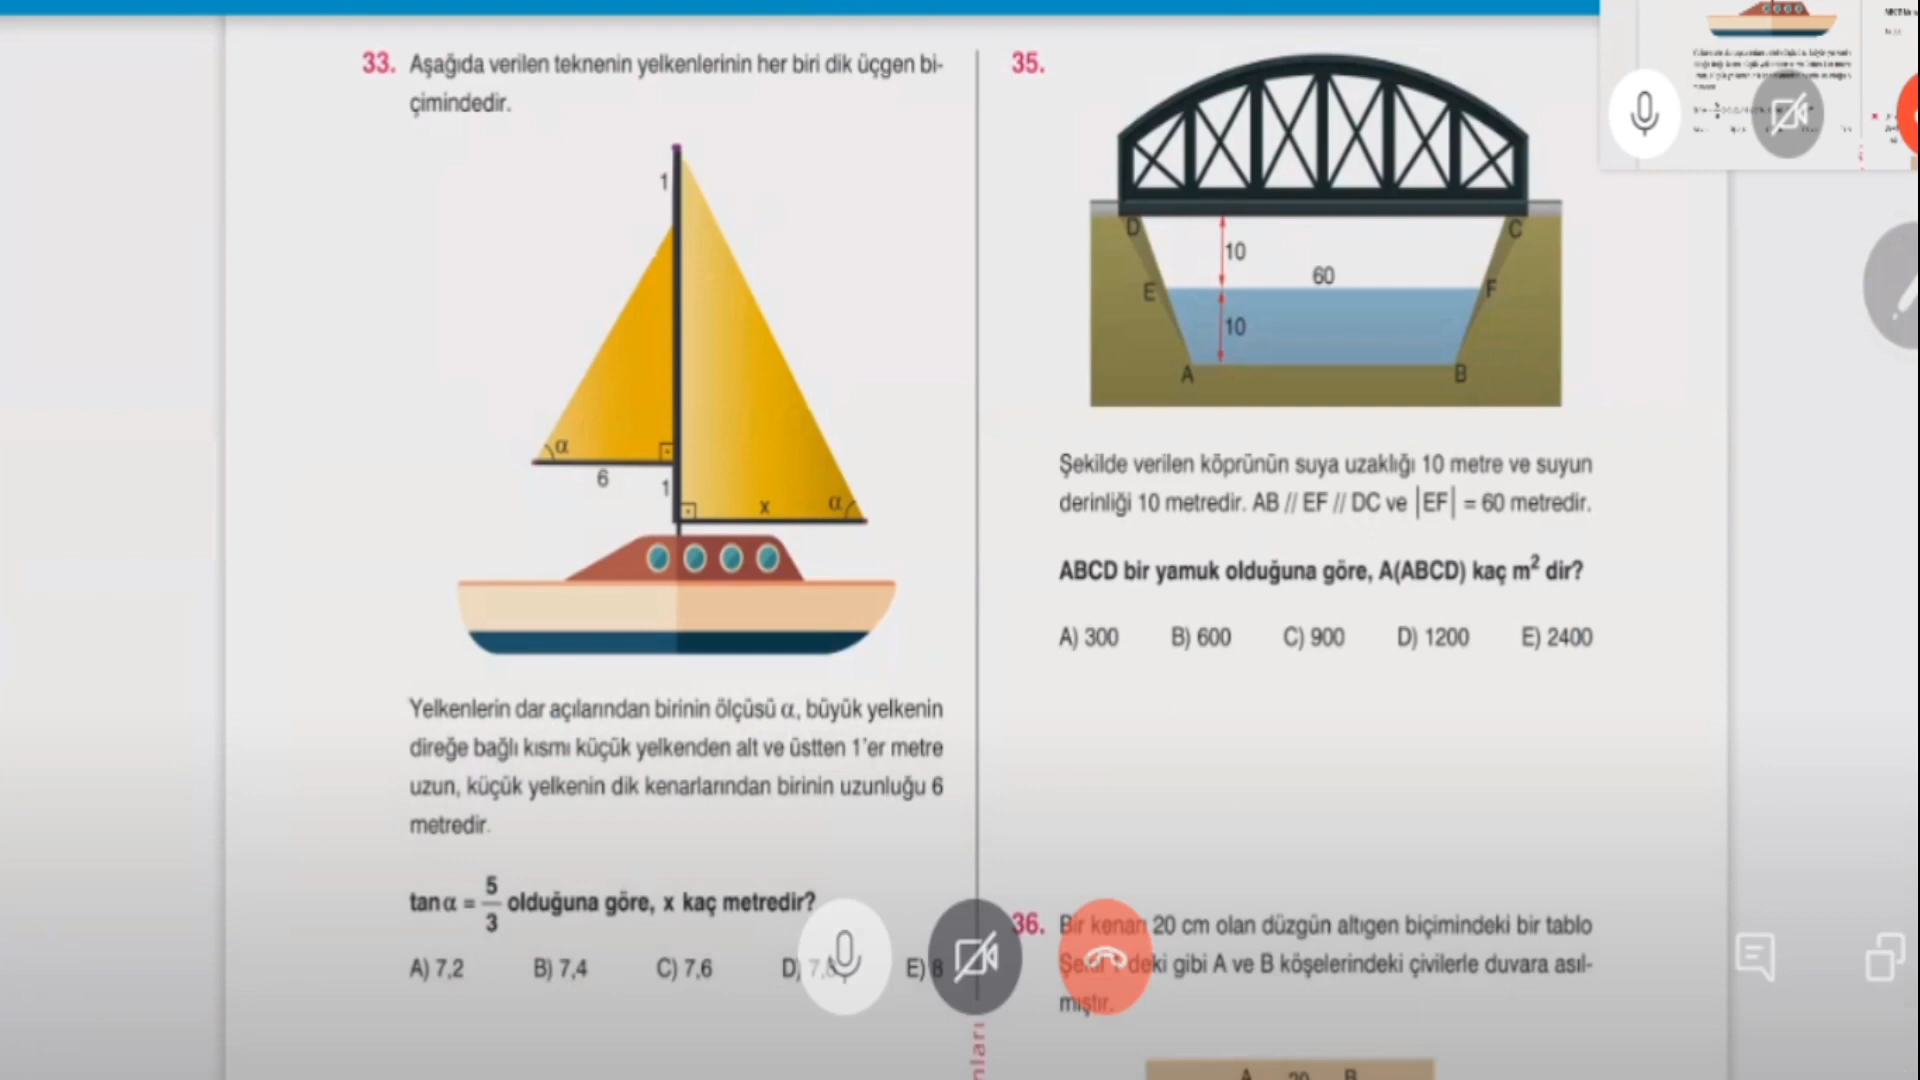 33. Aşağıda verilen teknenin yelkenlerinin her biri dik üçgen bi-
çimindedir.
1
α
6
1
x
α
Yelkenlerin dar açılarından birinin ölçüsü α, büyük yelkenin
direğe bağlı kısmı küçük yelkenden alt ve üstten 1'er metre
uzun, küçük yelkenin dik kenarlarından birinin uzunluğu 6
metredir.
tan α = 5/3 olduğuna göre, x kaç metredir?
A) 7,2 B) 7,4 C) 7,6 D) E) 8
35.
D
C
10
60
E
F
10
A
B
Şekilde verilen köprünün suya uzaklığı 10 metre ve suyun
derinliği 10 metredir. AB // EF // DC ve |EF| = 60 metredir.
ABCD bir yamuk olduğuna göre, A(ABCD) kaç m² dir?
A) 300 B) 600 C) 900 D) 1200 E) 2400
36. Bir kenarı 20 cm olan düzgün altıgen biçimindeki bir tablo
deki gibi A ve B köşelerindeki çivilerle duvara asıl-
mıştır.
A 20 B
nları